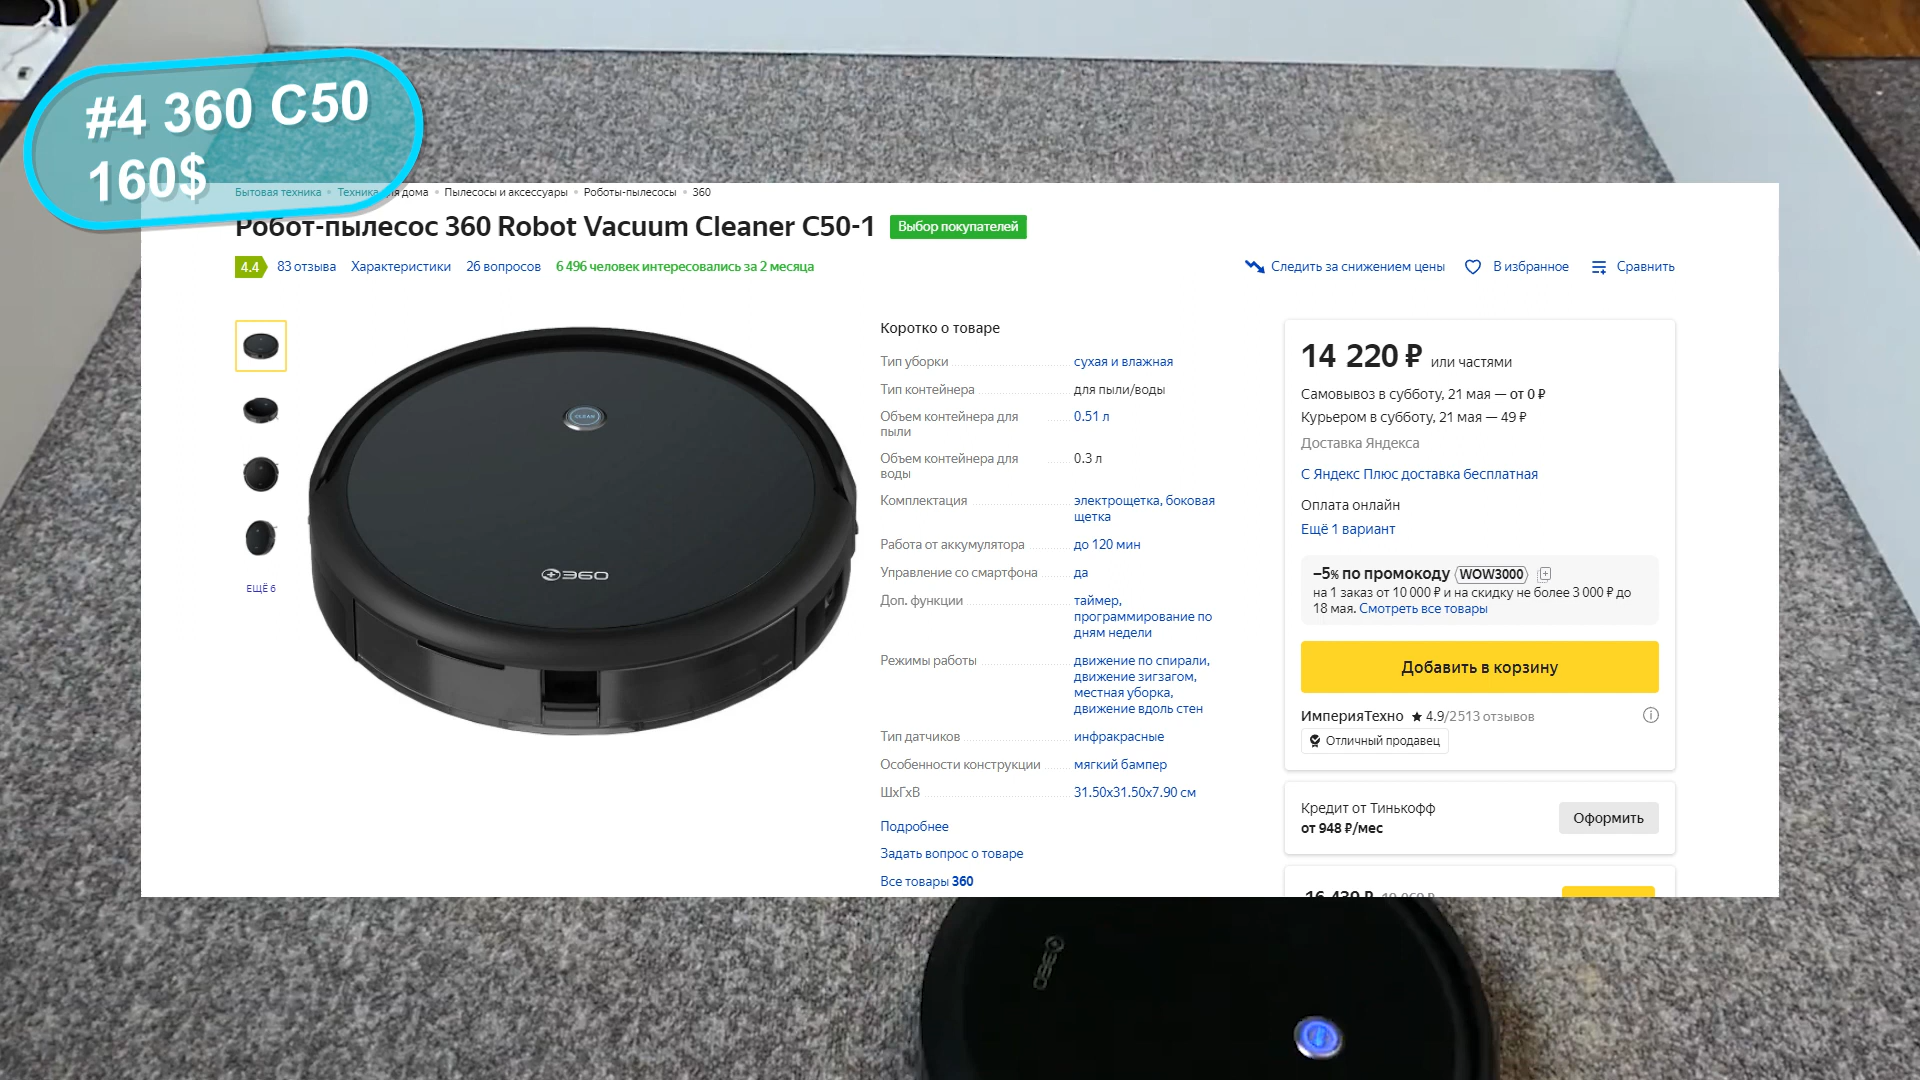 #4 360 C50
160$
Бытовая техника • Техника для дома • Пылесосы и аксессуары • Роботы-пылесосы • 360
Робот-пылесос 360 Robot Vacuum Cleaner C50-1
Выбор покупателей
4.4 83 отзыва Характеристики 26 вопросов 6 496 человек интересовались за 2 месяца
Следить за снижением цены В избранное Сравнить
ЕЩЁ 6
CLEAN
360
Коротко о товаре
Тип уборки сухая и влажная
Тип контейнера для пыли/воды
Объем контейнера для пыли 0.51 л
Объем контейнера для воды 0.3 л
Комплектация электрощетка, боковая
щетка
Работа от аккумулятора до 120 мин
Управление со смартфона да
Доп. функции таймер,
программирование по
дням недели
Режимы работы движение по спирали,
движение зигзагом,
местная уборка,
движение вдоль стен
Тип датчиков инфракрасные
Особенности конструкции мягкий бампер
ШхГхВ 31.50х31.50х7.90 см
Подробнее
Задать вопрос о товаре
Все товары 360
14 220 ₽ или частями
Самовывоз в субботу, 21 мая — от 0 ₽
Курьером в субботу, 21 мая — 49 ₽
Доставка Яндекса
С Яндекс Плюс доставка бесплатная
Оплата онлайн
Ещё 1 вариант
–5% по промокоду WOW3000
на 1 заказ от 10 000 ₽ и на скидку не более 3 000 ₽ до
18 мая. Смотреть все товары
Добавить в корзину
ИмперияТехно ★ 4.9/2513 отзывов
Отличный продавец
Кредит от Тинькофф
от 948 ₽/мес
Оформить
360